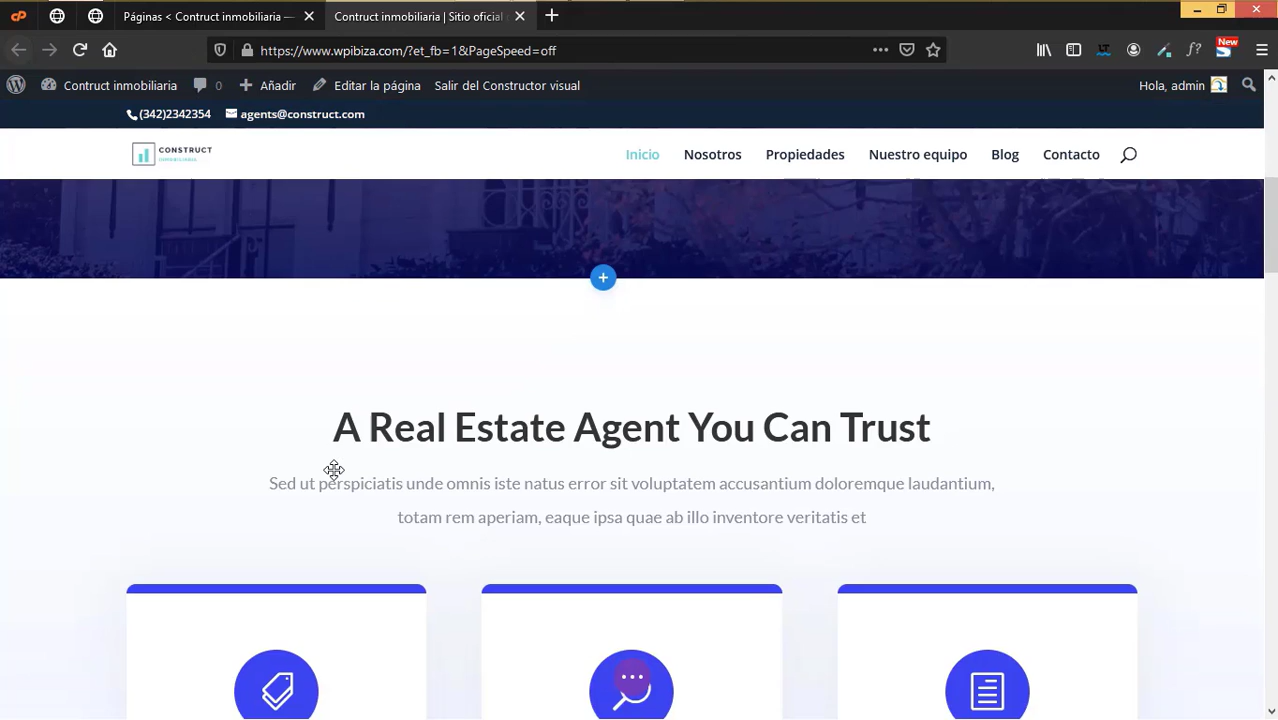 cP
Páginas < Contruct inmobiliaria —
Contruct inmobiliaria | Sitio oficial
https://www.wpibiza.com/?et_fb=1&PageSpeed=off
New
Contruct inmobiliaria
0
Añadir
Editar la página
Salir del Constructor visual
Hola, admin
(342)2342354
agents@construct.com
CONSTRUCT
Inicio
Nosotros
Propiedades
Nuestro equipo
Blog
Contacto
A Real Estate Agent You Can Trust
Sed ut perspiciatis unde omnis iste natus error sit voluptatem accusantium doloremque laudantium,
totam rem aperiam, eaque ipsa quae ab illo inventore veritatis et